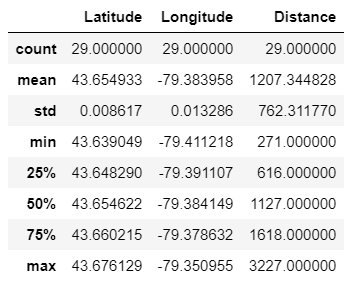 Latitude Longitude Distance
count 29.000000 29.000000 29.000000
mean 43.654933 -79.383958 1207.344828
std 0.008617 0.013286 762.311770
min 43.639049 -79.411218 271.000000
25% 43.648290 -79.391107 616.000000
50% 43.654622 -79.384149 1127.000000
75% 43.660215 -79.378632 1618.000000
max 43.676129 -79.350955 3227.000000